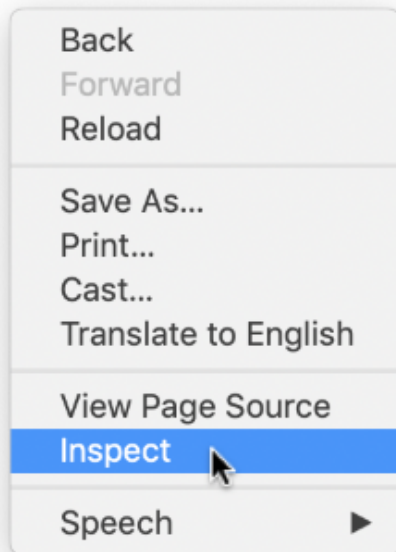 Back
Forward
Reload
Save As...
Print...
Cast...
Translate to English
View Page Source
Inspect
Speech